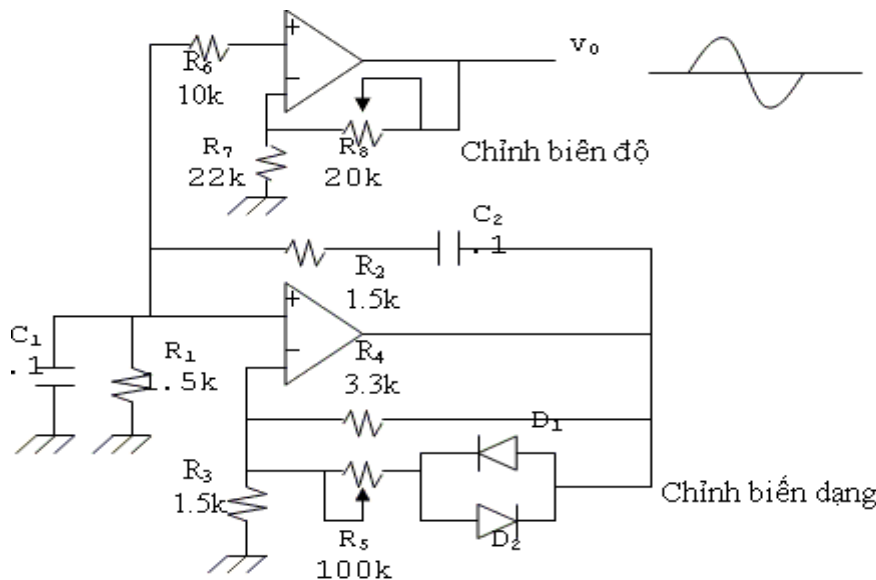 +
R₆
10k
−
v₀
R₇
22k
R₈
20k
Chỉnh biên độ
C₂
.1
R₂
1.5k
+
−
C₁
.1
R₁
1.5k
R₄
3.3k
D₁
R₃
1.5k
R₅
100k
D₂
Chỉnh biến dạng